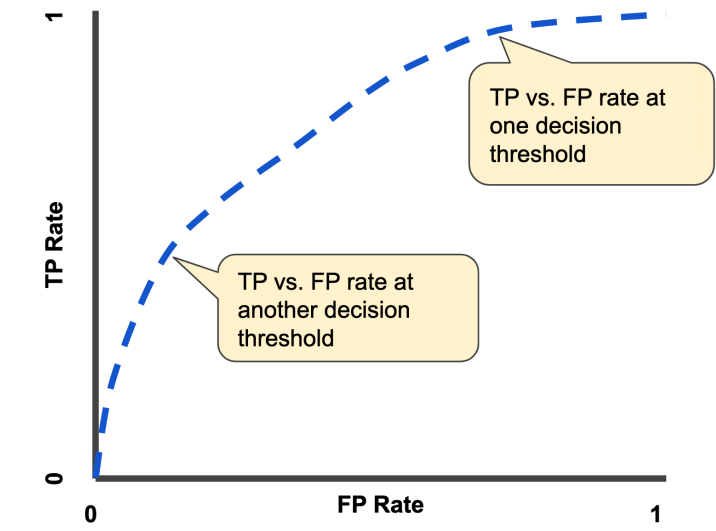 1
TP vs. FP rate at
one decision
threshold
TP Rate
TP vs. FP rate at
another decision
threshold
0
0
FP Rate
1